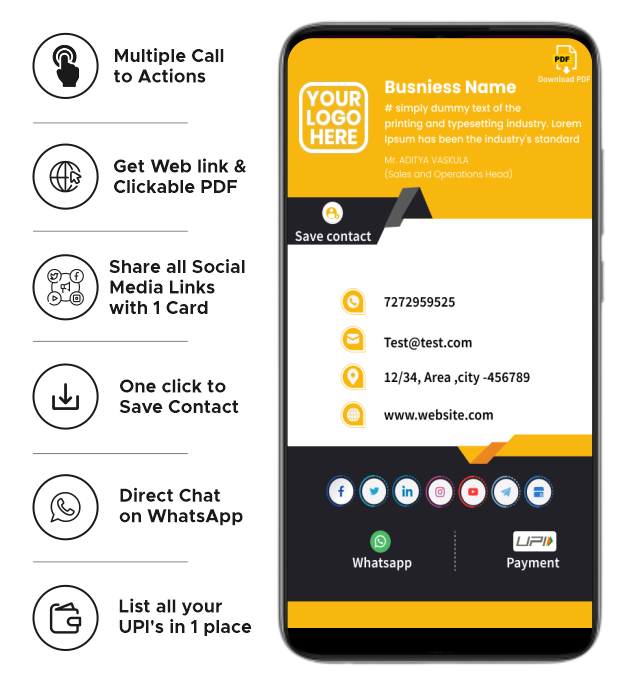 Multiple Call
to Actions
Get Web link &
Clickable PDF
Share all Social
Media Links
with 1 Card
One click to
Save Contact
Direct Chat
on WhatsApp
List all your
UPI's in 1 place
PDF
Download PDF
YOUR
LOGO
HERE
Busniess Name
# simply dummy text of the
printing and typesetting industry. Lorem
Ipsum has been the industry's standard
Mr. ADITYA VASKULA
(Sales and Operations Head)
Save contact
7272959525
Test@test.com
12/34, Area ,city -456789
www.website.com
Whatsapp
UPI
Payment